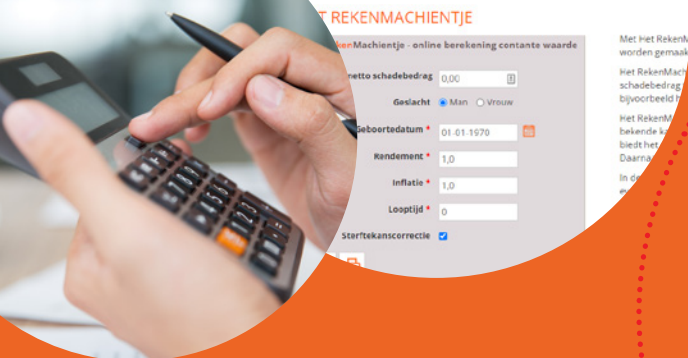 T REKENMACHIENTJE
kenMachientje - online berekening contante waarde
netto schadebedrag 0,00
Geslacht Man Vrouw
Geboortedatum * 01-01-1970
Rendement * 1,0
Inflatie * 1,0
Looptijd * 0
Sterftekanscorrectie
Met Het RekenM
worden gemaak
Het RekenMach
schadebedrag
bijvoorbeeld h
Het RekenM
bekende ka
biedt het
Daarna
In de